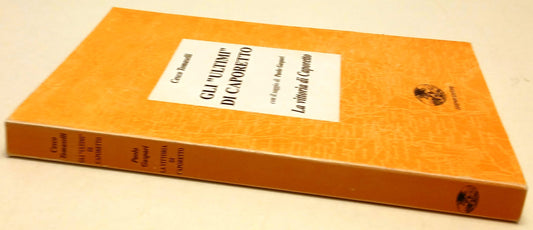 Cesco Tomaselli
GLI "ULTIMI"
DI CAPORETTO
con il saggio di Paolo Gaspari
La vittoria di Caporetto
Cesco
Tomaselli
GLI "ULTIMI"
DI
CAPORETTO
Paolo
Gaspari
LA VITTORIA
DI
CAPORETTO